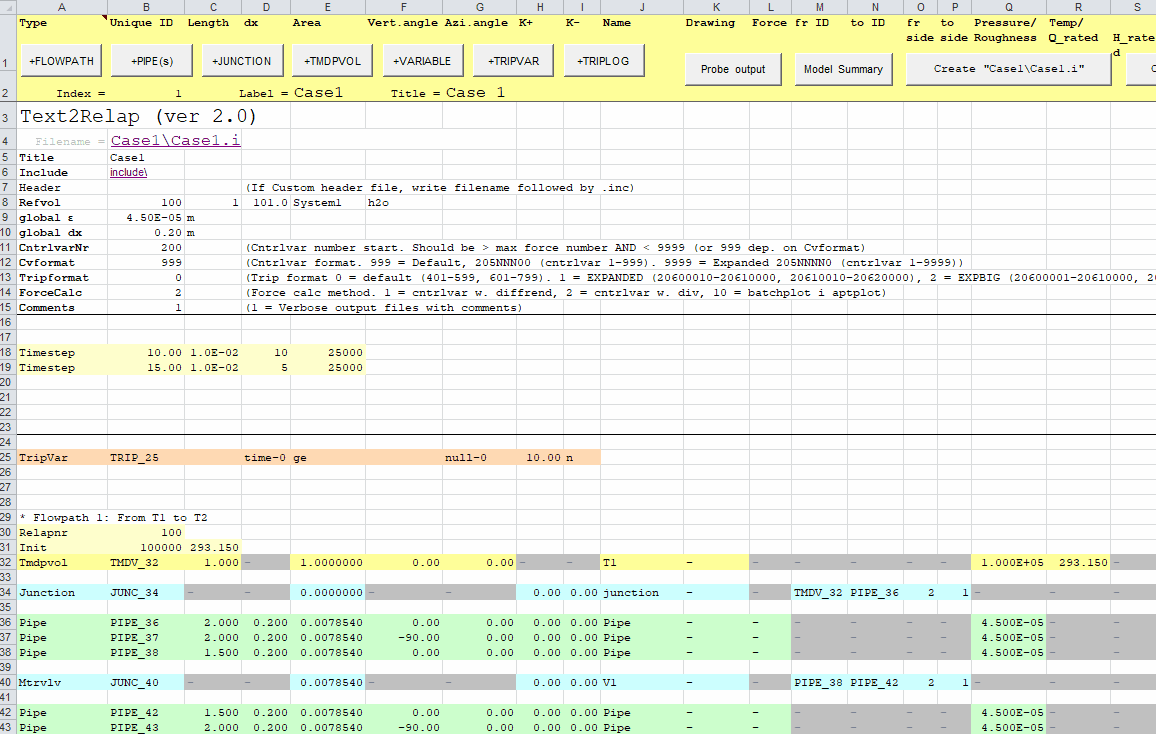 A B C D E F G H I J K L M N O P Q R S
Type Unique ID Length dx Area Vert.angle Azi.angle K+ K- Name Drawing Force fr ID to ID fr side to side Pressure/Roughness Temp/Q_rated H_rated
1 +FLOWPATH +PIPE(s) +JUNCTION +TMDPVOL +VARIABLE +TRIPVAR +TRIPLOG Probe output Model Summary Create "Case1\Case1.i" C
2 Index = 1 Label = Case1 Title = Case 1
3 Text2Relap (ver 2.0)
4 Filename = Case1\Case1.i
5 Title Case1
6 Include include\
7 Header (If Custom header file, write filename followed by .inc)
8 Refvol 100 1 101.0 System1 h2o
9 global ε 4.50E-05 m
10 global dx 0.20 m
11 CntrlvarNr 200 (Cntrlvar number start. Should be > max force number AND < 9999 (or 999 dep. on Cvformat)
12 Cvformat 999 (Cntrlvar format. 999 = Default, 205NNN00 (cntrlvar 1-999). 9999 = Expanded 205NNNN0 (cntrlvar 1-9999))
13 Tripformat 0 (Trip format 0 = default (401-599, 601-799). 1 = EXPANDED (20600010-20610000, 20610010-20620000), 2 = EXPBIG (20600001-20610000, 20
14 ForceCalc 2 (Force calc method. 1 = cntrlvar w. diffrend, 2 = cntrlvar w. div, 10 = batchplot i aptplot)
15 Comments 1 (1 = Verbose output files with comments)
16
17
18 Timestep 10.00 1.0E-02 10 25000
19 Timestep 15.00 1.0E-02 5 25000
20
21
22
23
24
25 TripVar TRIP_25 time-0 ge null-0 10.00 n
26
27
28
29 * Flowpath 1: From T1 to T2
30 Relapnr 100
31 Init 100000 293.150
32 Tmdpvol TMDV_32 1.000 - 1.0000000 0.00 0.00 - - T1 - - - - - - 1.000E+05 293.150 -
33
34 Junction JUNC_34 - - 0.0000000 - - 0.00 0.00 junction - - TMDV_32 PIPE_36 2 1 - - -
35
36 Pipe PIPE_36 2.000 0.200 0.0078540 0.00 0.00 0.00 0.00 Pipe - - - - - - 4.500E-05 - -
37 Pipe PIPE_37 2.000 0.200 0.0078540 -90.00 0.00 0.00 0.00 Pipe - - - - - - 4.500E-05 - -
38 Pipe PIPE_38 1.500 0.200 0.0078540 0.00 0.00 0.00 0.00 Pipe - - - - - - 4.500E-05 - -
39
40 Mtrvlv JUNC_40 - - 0.0078540 - - 0.00 0.00 V1 - - PIPE_38 PIPE_42 2 1 - - -
41
42 Pipe PIPE_42 1.500 0.200 0.0078540 0.00 0.00 0.00 0.00 Pipe - - - - - - 4.500E-05 - -
43 Pipe PIPE_43 2.000 0.200 0.0078540 -90.00 0.00 0.00 0.00 Pipe - - - - - - 4.500E-05 - -